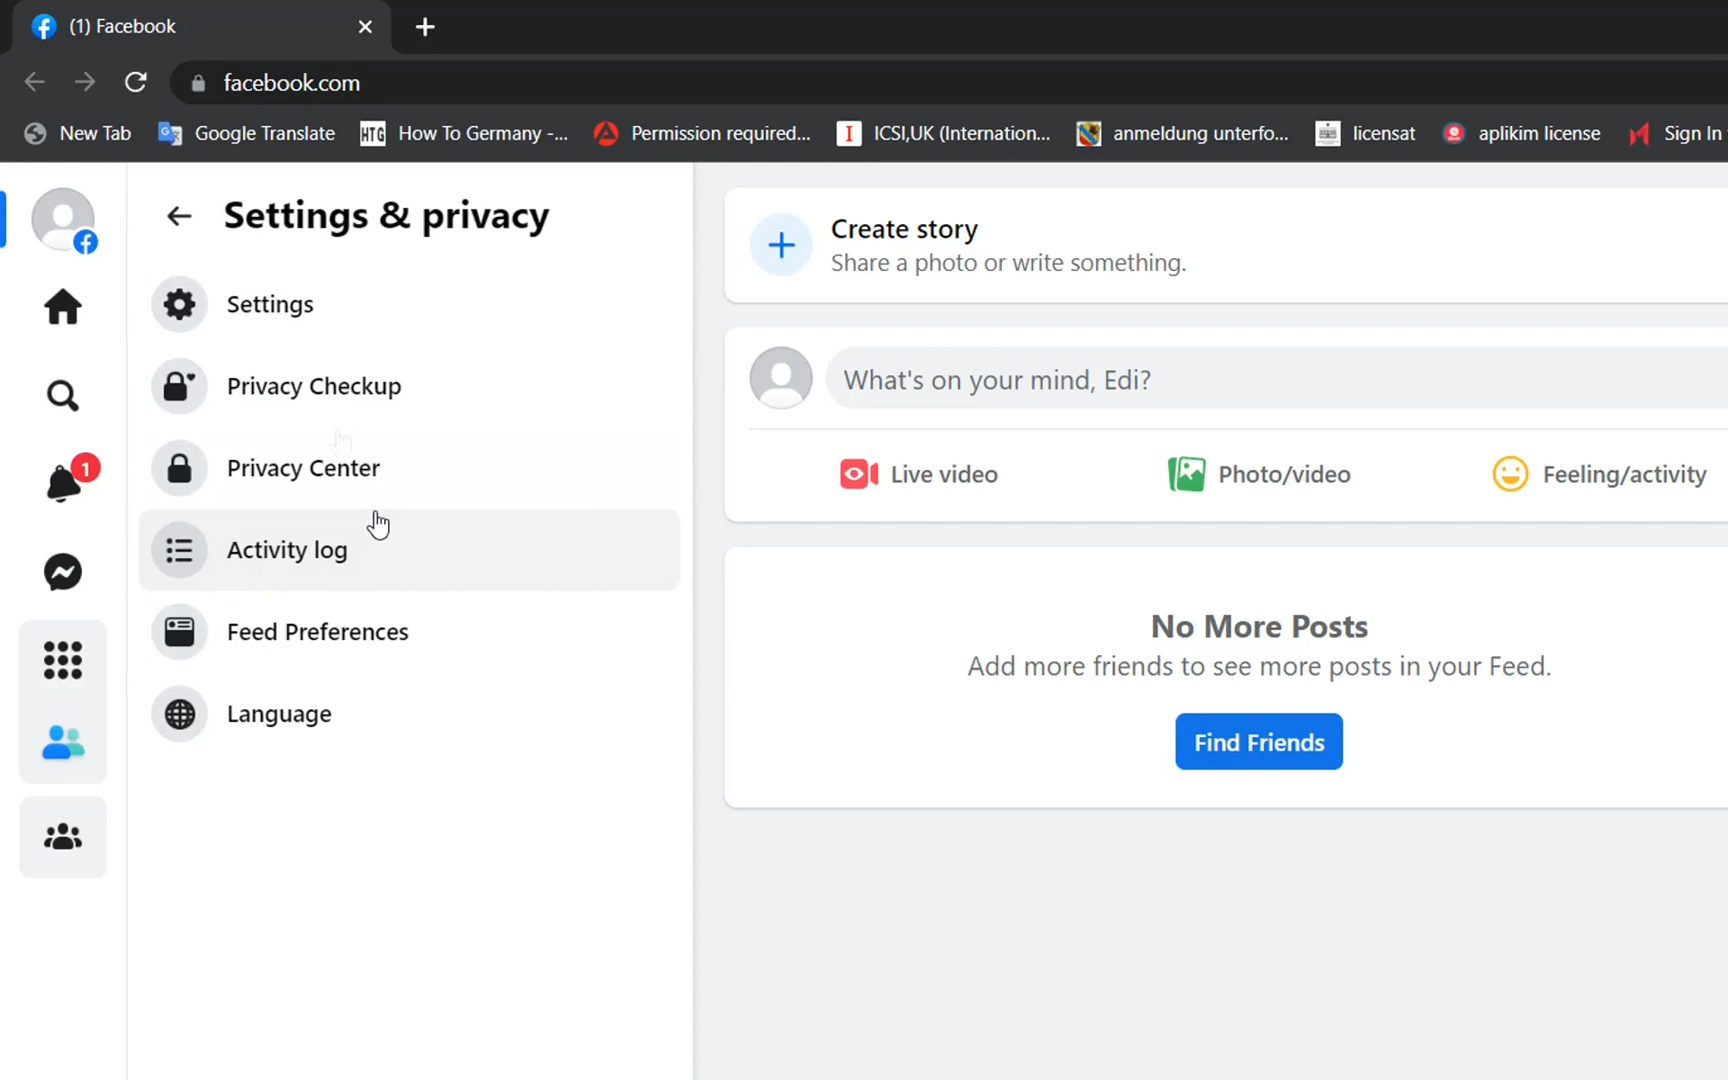 (1) Facebook
facebook.com
New Tab Google Translate HTG How To Germany -... Permission required... I ICSI,UK (Internation... anmeldung unterfo... licensat aplikim license Sign In
Settings & privacy
Settings
Privacy Checkup
Privacy Center
Activity log
Feed Preferences
Language
1
Create story
Share a photo or write something.
What's on your mind, Edi?
Live video Photo/video Feeling/activity
No More Posts
Add more friends to see more posts in your Feed.
Find Friends